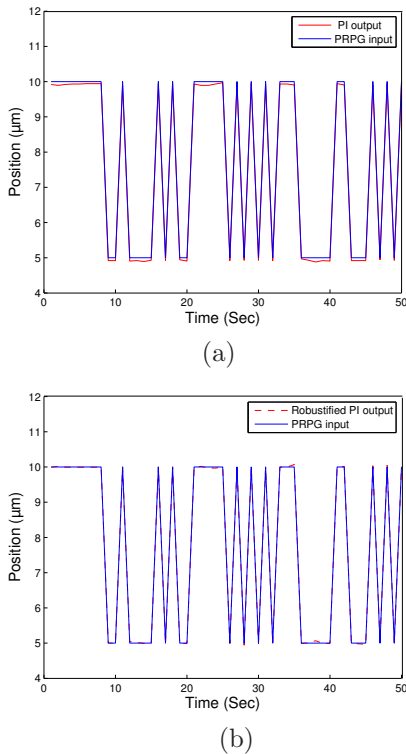 12
11
10
9
8
7
6
5
4
0 10 20 30 40 50
Position (μm)
Time (Sec)
PI output
PRPG input
(a)
12
11
10
9
8
7
6
5
4
0 10 20 30 40 50
Position (μm)
Time (Sec)
Robustified PI output
PRPG input
(b)